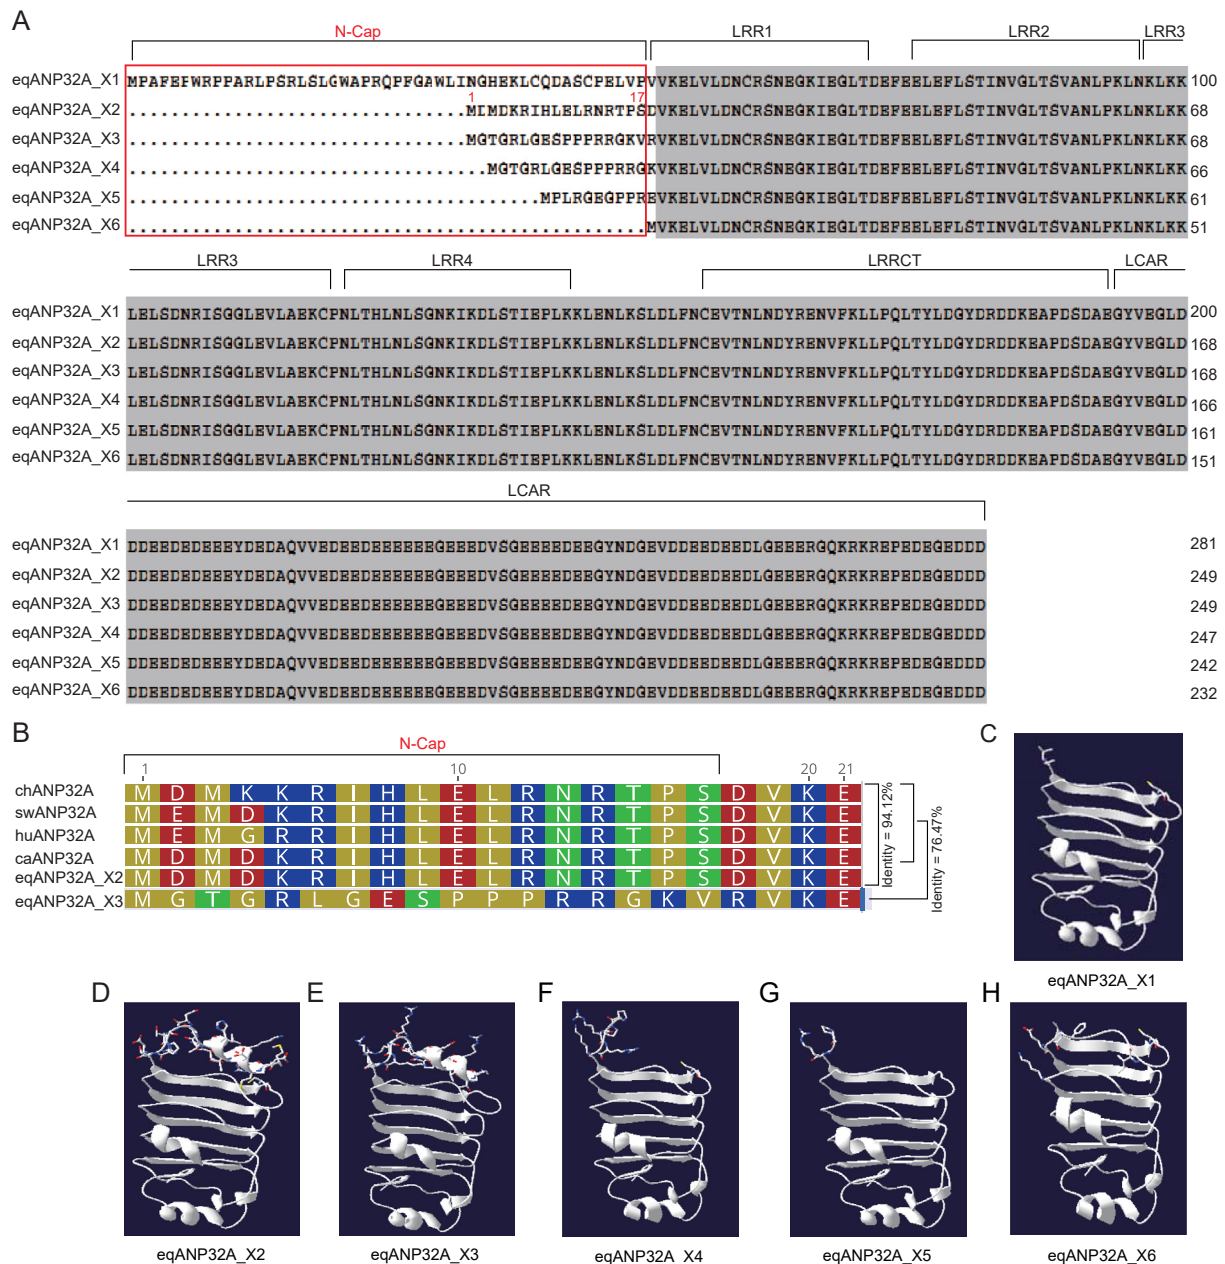 A
N-Cap LRR1 LRR2 LRR3
eqANP32A_X1 MPAFEFWRPPARLPSRLSLGWAPRQPFGAWLINGHEKLCQDASCPELVPVVKELVLDNCRSNEGKIEGLTDEFEELEFLSTINVGLTSVANLPKLNKLKK 100
1 17
eqANP32A_X2 ................................MDMDKRIHLELRNRTPSDVKELVLDNCRSNEGKIEGLTDEFEELEFLSTINVGLTSVANLPKLNKLKK 68
eqANP32A_X3 ................................MGTGRLGESPPPRRGKVRVKELVLDNCRSNEGKIEGLTDEFEELEFLSTINVGLTSVANLPKLNKLKK 68
eqANP32A_X4 ..................................MGTGRLGESPPPRRGKVKELVLDNCRSNEGKIEGLTDEFEELEFLSTINVGLTSVANLPKLNKLKK 66
eqANP32A_X5 .......................................MPLRGEGPPREVKELVLDNCRSNEGKIEGLTDEFEELEFLSTINVGLTSVANLPKLNKLKK 61
eqANP32A_X6 .................................................MVKELVLDNCRSNEGKIEGLTDEFEELEFLSTINVGLTSVANLPKLNKLKK 51
LRR3 LRR4 LRRCT LCAR
eqANP32A_X1 LELSDNRISGGLEVLAEKCPNLTHLNLSGNKIKDLSTIEPLKKLENLKSLDLFNCEVTNLNDYRENVFKLLPQLTYLDGYDRDDKEAPDSDAEGYVEGLD 200
eqANP32A_X2 LELSDNRISGGLEVLAEKCPNLTHLNLSGNKIKDLSTIEPLKKLENLKSLDLFNCEVTNLNDYRENVFKLLPQLTYLDGYDRDDKEAPDSDAEGYVEGLD 168
eqANP32A_X3 LELSDNRISGGLEVLAEKCPNLTHLNLSGNKIKDLSTIEPLKKLENLKSLDLFNCEVTNLNDYRENVFKLLPQLTYLDGYDRDDKEAPDSDAEGYVEGLD 168
eqANP32A_X4 LELSDNRISGGLEVLAEKCPNLTHLNLSGNKIKDLSTIEPLKKLENLKSLDLFNCEVTNLNDYRENVFKLLPQLTYLDGYDRDDKEAPDSDAEGYVEGLD 166
eqANP32A_X5 LELSDNRISGGLEVLAEKCPNLTHLNLSGNKIKDLSTIEPLKKLENLKSLDLFNCEVTNLNDYRENVFKLLPQLTYLDGYDRDDKEAPDSDAEGYVEGLD 161
eqANP32A_X6 LELSDNRISGGLEVLAEKCPNLTHLNLSGNKIKDLSTIEPLKKLENLKSLDLFNCEVTNLNDYRENVFKLLPQLTYLDGYDRDDKEAPDSDAEGYVEGLD 151
LCAR
eqANP32A_X1 DDEEDEDEEEYDEDAQVVEDEEDEEEEEEGEEEDVSGEEEEDEEGYNDGEVDDEEDEEDLGEEERGQKRKREPEDEGEDDD 281
eqANP32A_X2 DDEEDEDEEEYDEDAQVVEDEEDEEEEEEGEEEDVSGEEEEDEEGYNDGEVDDEEDEEDLGEEERGQKRKREPEDEGEDDD 249
eqANP32A_X3 DDEEDEDEEEYDEDAQVVEDEEDEEEEEEGEEEDVSGEEEEDEEGYNDGEVDDEEDEEDLGEEERGQKRKREPEDEGEDDD 249
eqANP32A_X4 DDEEDEDEEEYDEDAQVVEDEEDEEEEEEGEEEDVSGEEEEDEEGYNDGEVDDEEDEEDLGEEERGQKRKREPEDEGEDDD 247
eqANP32A_X5 DDEEDEDEEEYDEDAQVVEDEEDEEEEEEGEEEDVSGEEEEDEEGYNDGEVDDEEDEEDLGEEERGQKRKREPEDEGEDDD 242
eqANP32A_X6 DDEEDEDEEEYDEDAQVVEDEEDEEEEEEGEEEDVSGEEEEDEEGYNDGEVDDEEDEEDLGEEERGQKRKREPEDEGEDDD 232
B
N-Cap
1 10 20 21
chANP32A M D M K K R I H L E L R N R T P S D V K E
swANP32A M E M D K R I H L E L R N R T P S D V K E
huANP32A M E M G R R I H L E L R N R T P S D V K E
caANP32A M D M D K R I H L E L R N R T P S D V K E
eqANP32A_X2 M D M D K R I H L E L R N R T P S D V K E
eqANP32A_X3 M G T G R L G E S P P P R R G K V R V K E
Identity = 94.12%
Identity = 76.47%
C
eqANP32A_X1
D
eqANP32A_X2
E
eqANP32A_X3
F
eqANP32A_X4
G
eqANP32A_X5
H
eqANP32A_X6